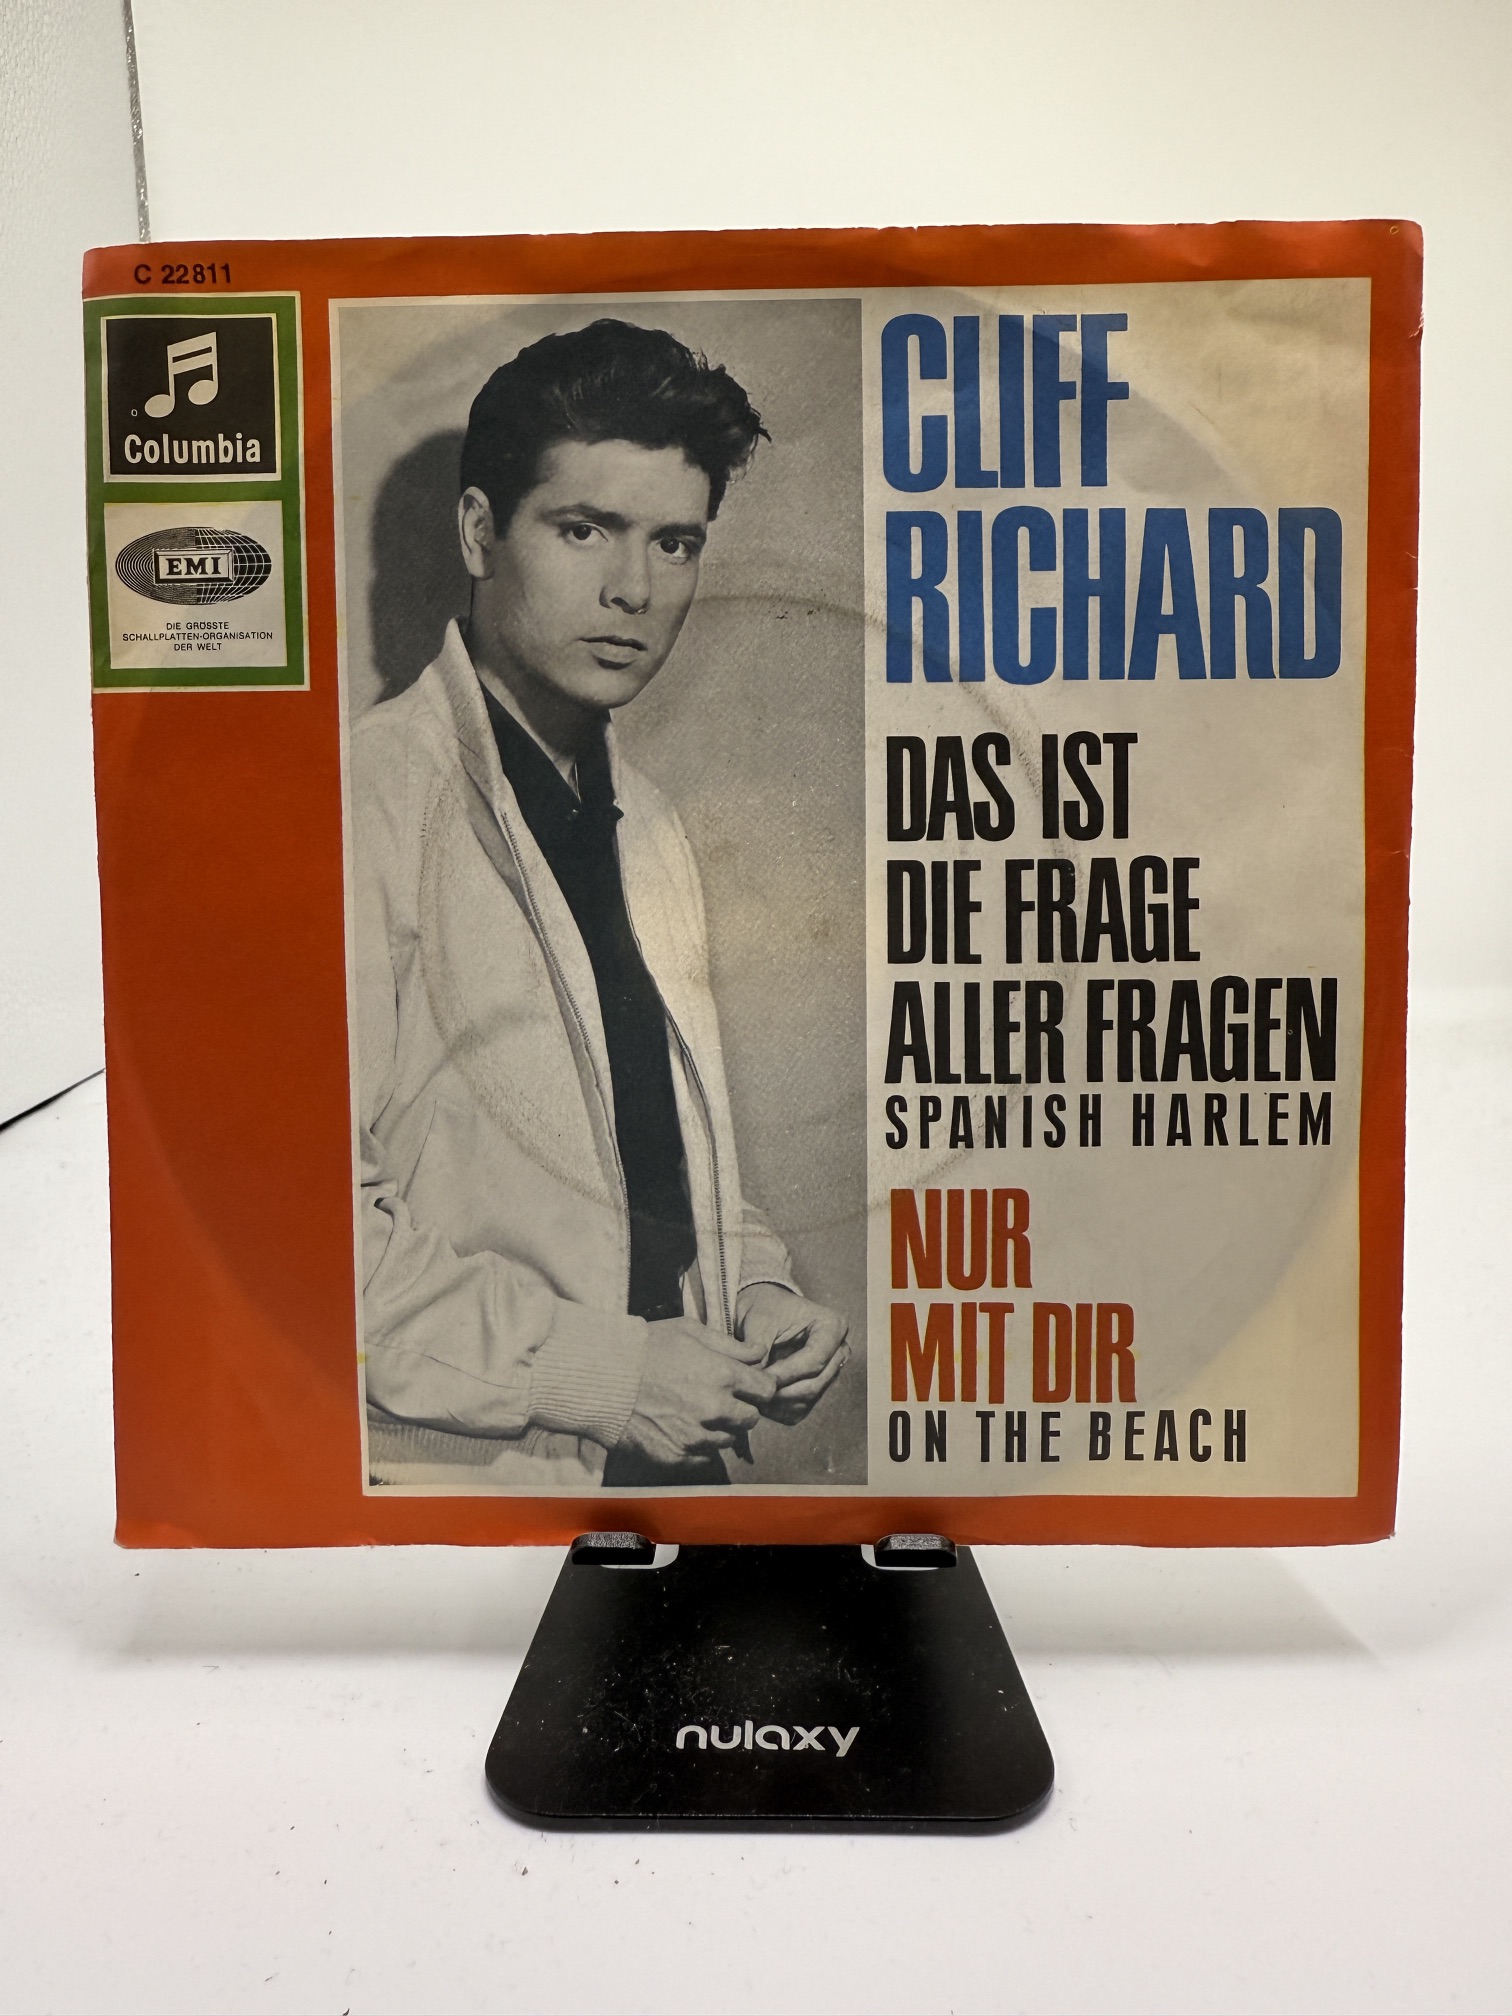 C 22811
Columbia
EMI
DIE GRÖSSTE
SCHALLPLATTEN-ORGANISATION
DER WELT
CLIFF
RICHARD
DAS IST
DIE FRAGE
ALLER FRAGEN
SPANISH HARLEM
NUR
MIT DIR
ON THE BEACH
nulaxy